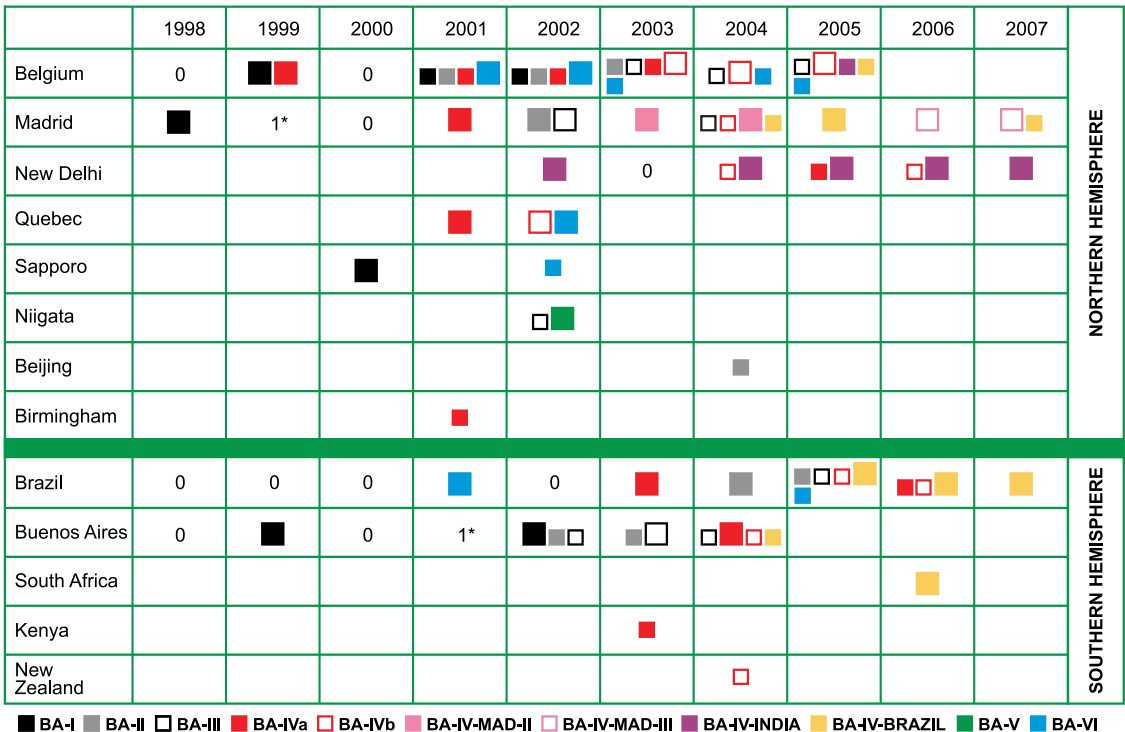 1998 1999 2000 2001 2002 2003 2004 2005 2006 2007
Belgium 0 0
Madrid 1* 0
New Delhi 0
Quebec
Sapporo
Niigata
Beijing
Birmingham
NORTHERN HEMISPHERE
Brazil 0 0 0 0
Buenos Aires 0 0 1*
South Africa
Kenya
New
Zealand
SOUTHERN HEMISPHERE
BA-I BA-II BA-III BA-IVa BA-IVb BA-IV-MAD-II BA-IV-MAD-III BA-IV-INDIA BA-IV-BRAZIL BA-V BA-VI